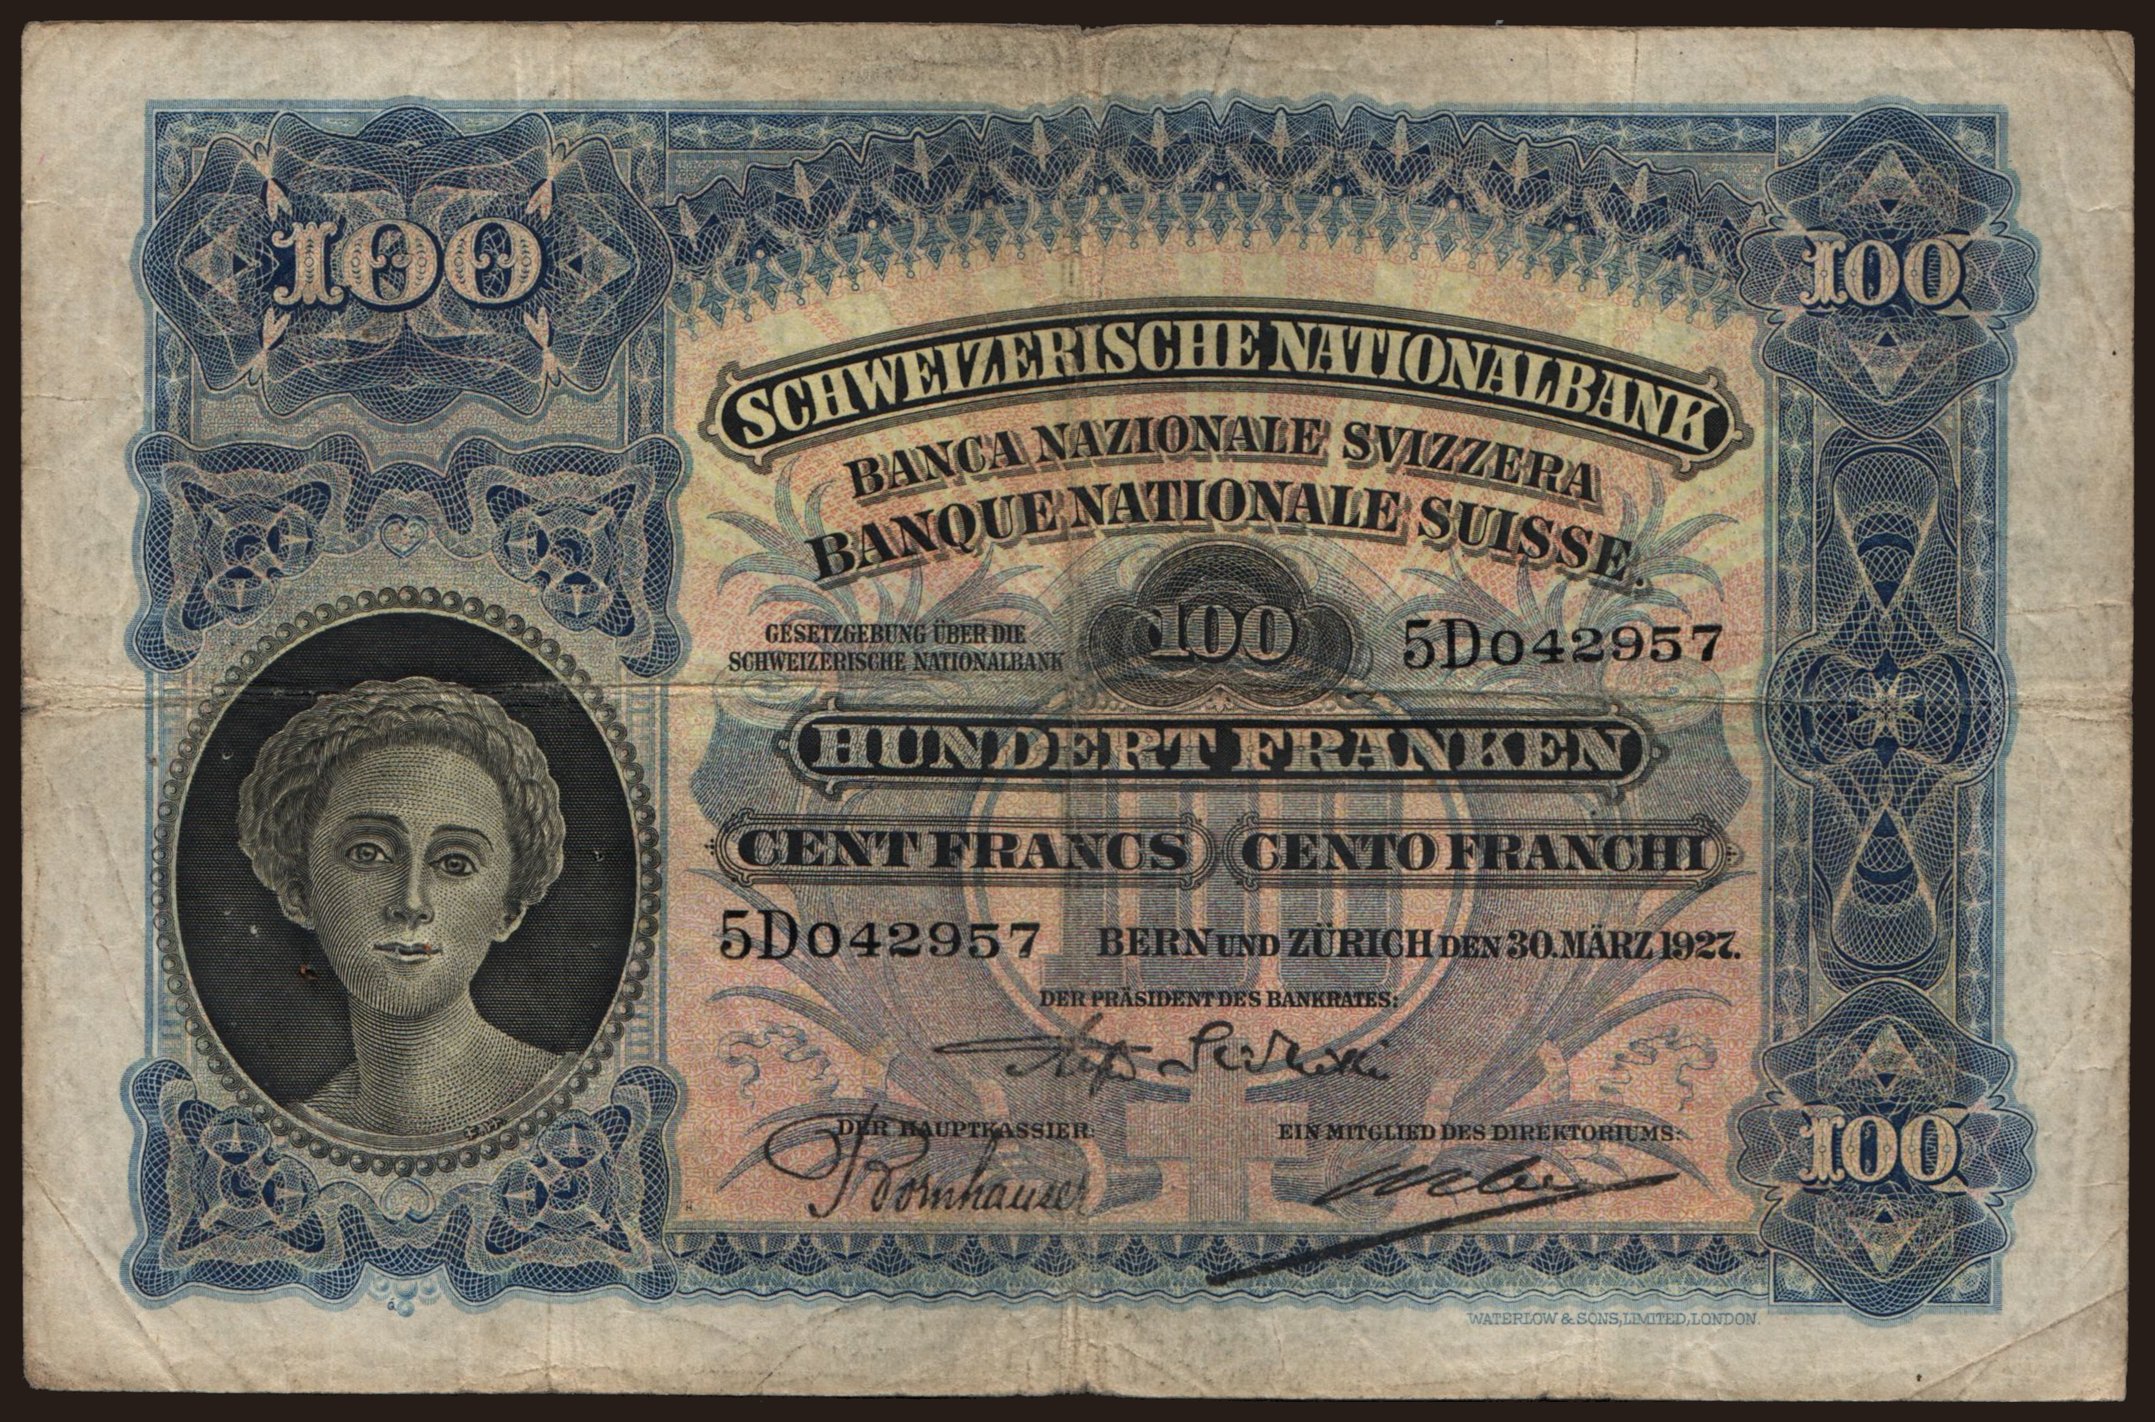 100
100
SCHWEIZERISCHE NATIONALBANK
BANCA NAZIONALE SVIZZERA
BANQUE NATIONALE SUISSE.
GESETZGEBUNG ÜBER DIE
SCHWEIZERISCHE NATIONALBANK
100
5D042957
HUNDERT FRANKEN
CENT FRANCS CENTO FRANCHI
100
5D042957 BERN UND ZÜRICH DEN 30. MÄRZ 1927.
DER PRÄSIDENT DES BANKRATES:
DER HAUPTKASSIER:
EIN MITGLIED DES DIREKTORIUMS:
Bornhauser
100
WATERLOW & SONS, LIMITED, LONDON.